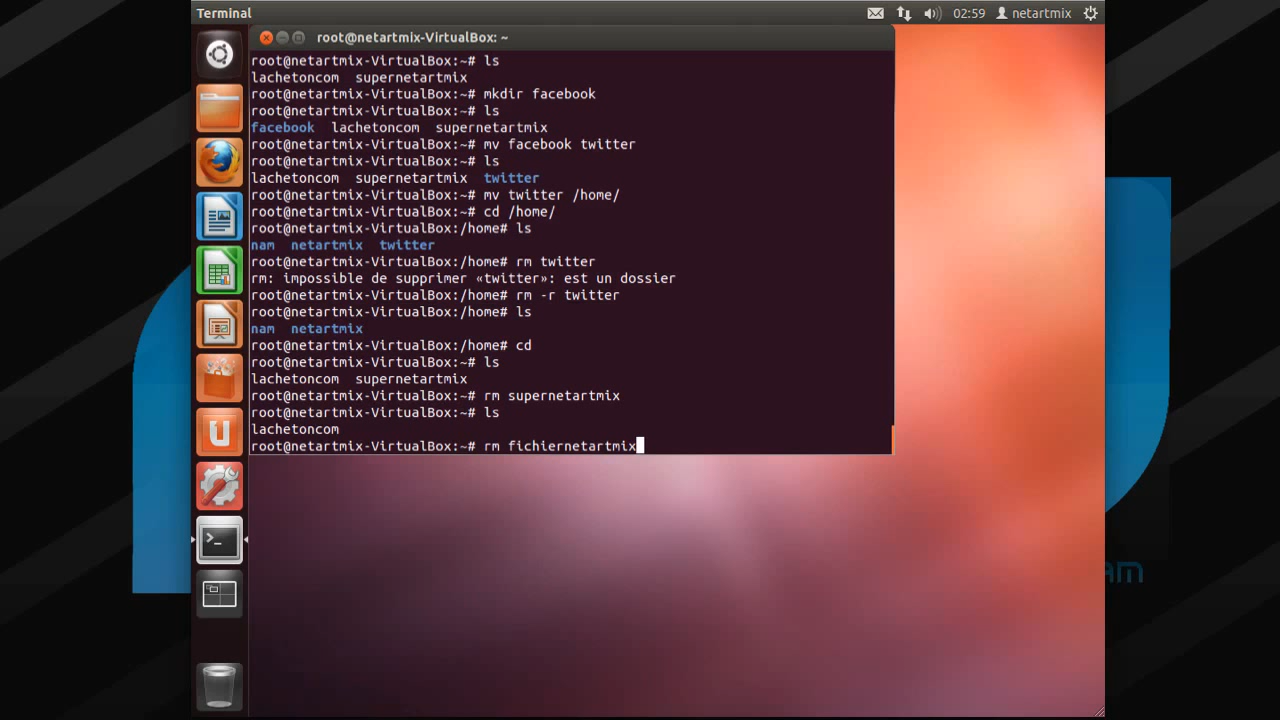 Terminal
02:59 netartmix
root@netartmix-VirtualBox: ~
root@netartmix-VirtualBox:~# ls
lachetoncom supernetartmix
root@netartmix-VirtualBox:~# mkdir facebook
root@netartmix-VirtualBox:~# ls
facebook lachetoncom supernetartmix
root@netartmix-VirtualBox:~# mv facebook twitter
root@netartmix-VirtualBox:~# ls
lachetoncom supernetartmix twitter
root@netartmix-VirtualBox:~# mv twitter /home/
root@netartmix-VirtualBox:~# cd /home/
root@netartmix-VirtualBox:/home# ls
nam netartmix twitter
root@netartmix-VirtualBox:/home# rm twitter
rm: impossible de supprimer «twitter»: est un dossier
root@netartmix-VirtualBox:/home# rm -r twitter
root@netartmix-VirtualBox:/home# ls
nam netartmix
root@netartmix-VirtualBox:/home# cd
root@netartmix-VirtualBox:~# ls
lachetoncom supernetartmix
root@netartmix-VirtualBox:~# rm supernetartmix
root@netartmix-VirtualBox:~# ls
lachetoncom
root@netartmix-VirtualBox:~# rm fichiernetartmix